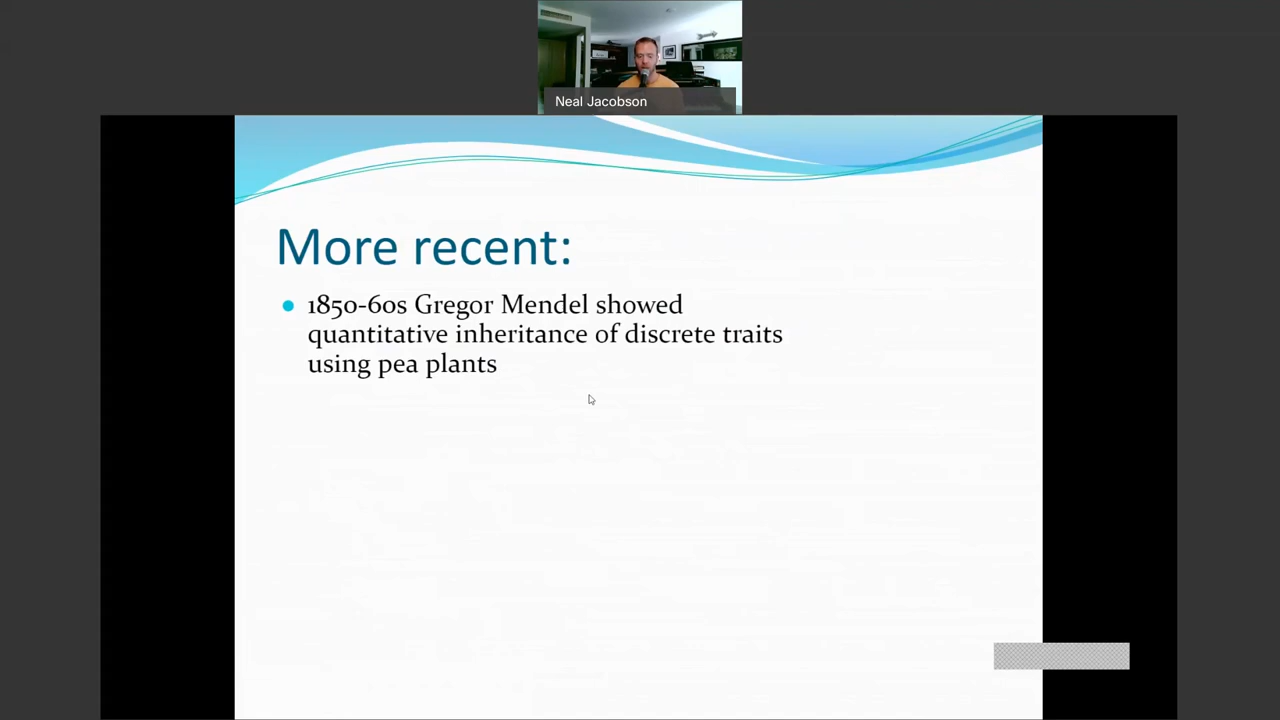 Neal Jacobson
More recent:
1850-60s Gregor Mendel showed
quantitative inheritance of discrete traits
using pea plants